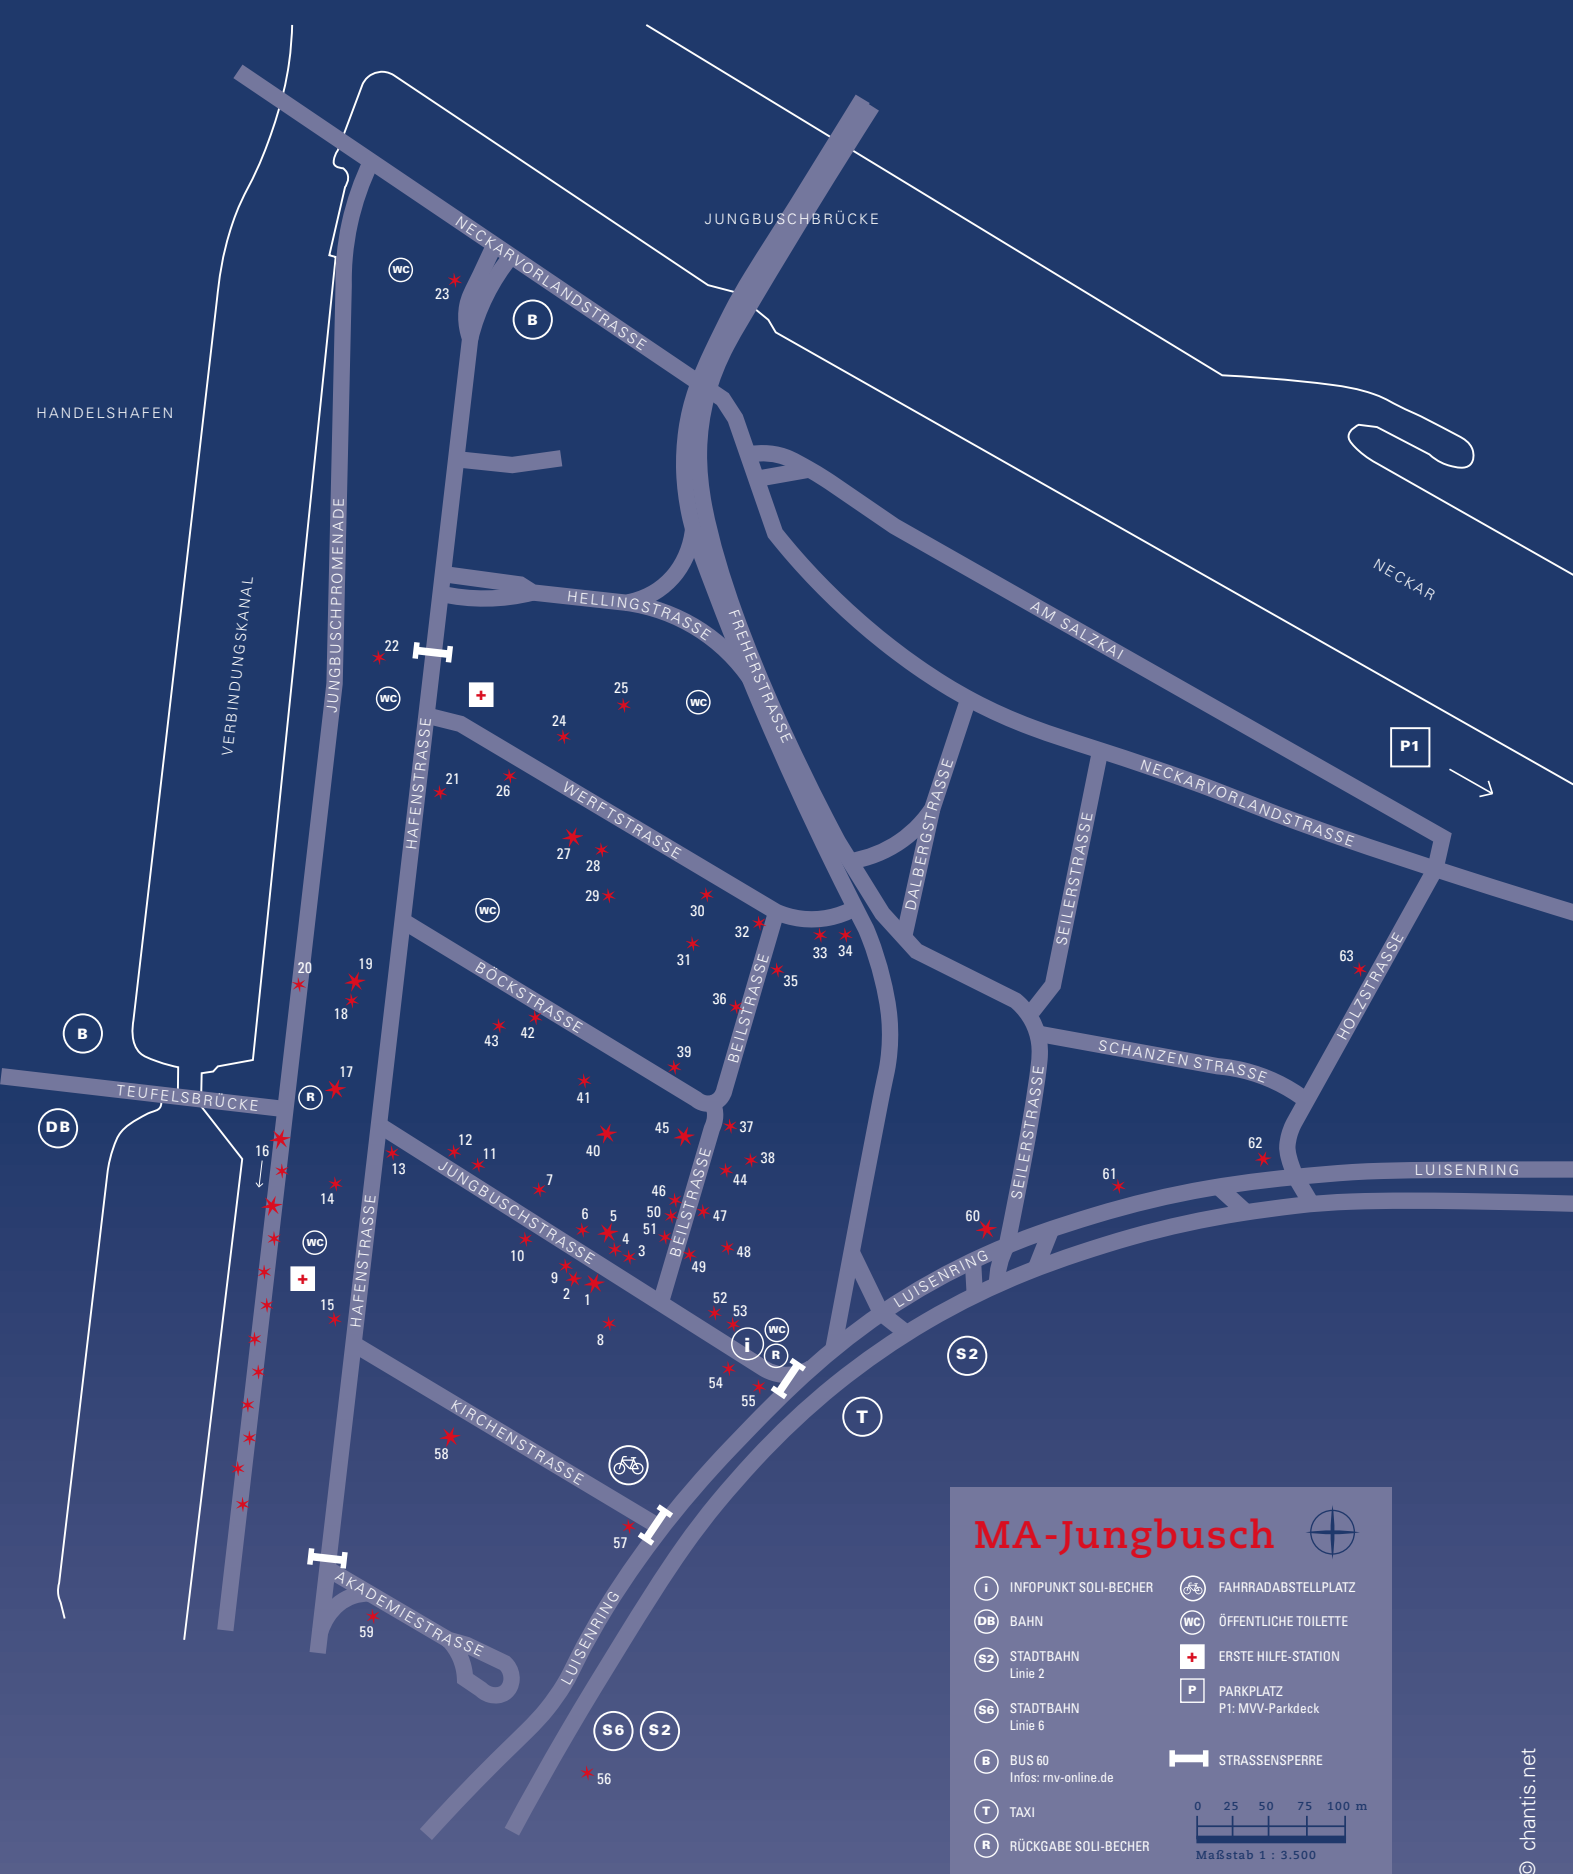 JUNGBUSCHBRÜCKE
NECKARVORLANDSTRASSE
WC
23
B
HANDELSHAFEN
JUNGBUSCHPROMENADE
VERBINDUNGSKANAL
HELLINGSTRASSE
FREHERSTRASSE
AM SALZKAI
NECKAR
22
WC
25
WC
24
P1
HAFENSTRASSE
21
26
WERFTSTRASSE
DALBERGSTRASSE
SEILERSTRASSE
NECKARVORLANDSTRASSE
27
28
29
30
WC
32
31
33
34
35
36
BEILSTRASSE
63
HOLZSTRASSE
20
19
18
BÖCKSTRASSE
43
42
39
B
SCHANZEN STRASSE
TEUFELSBRÜCKE
R
17
41
DB
16
12
11
13
40
45
37
38
44
SEILERSTRASSE
62
61
LUISENRING
14
JUNGBUSCHSTRASSE
7
46
50
51
47
BEILSTRASSE
6
5
4
3
48
49
60
WC
HAFENSTRASSE
10
9
2
1
LUISENRING
15
8
52
53
i
WC
R
S2
54
55
T
KIRCHENSTRASSE
58
57
AKADEMIESTRASSE
59
LUISENRING
S6
S2
56
MA-Jungbusch
i INFOPUNKT SOLI-BECHER
DB BAHN
S2 STADTBAHN
Linie 2
S6 STADTBAHN
Linie 6
B BUS 60
Infos: rnv-online.de
T TAXI
R RÜCKGABE SOLI-BECHER
FAHRRADABSTELLPLATZ
WC ÖFFENTLICHE TOILETTE
ERSTE HILFE-STATION
P PARKPLATZ
P1: MVV-Parkdeck
STRASSENSPERRE
0 25 50 75 100 m
Maßstab 1 : 3.500
© chantis.net